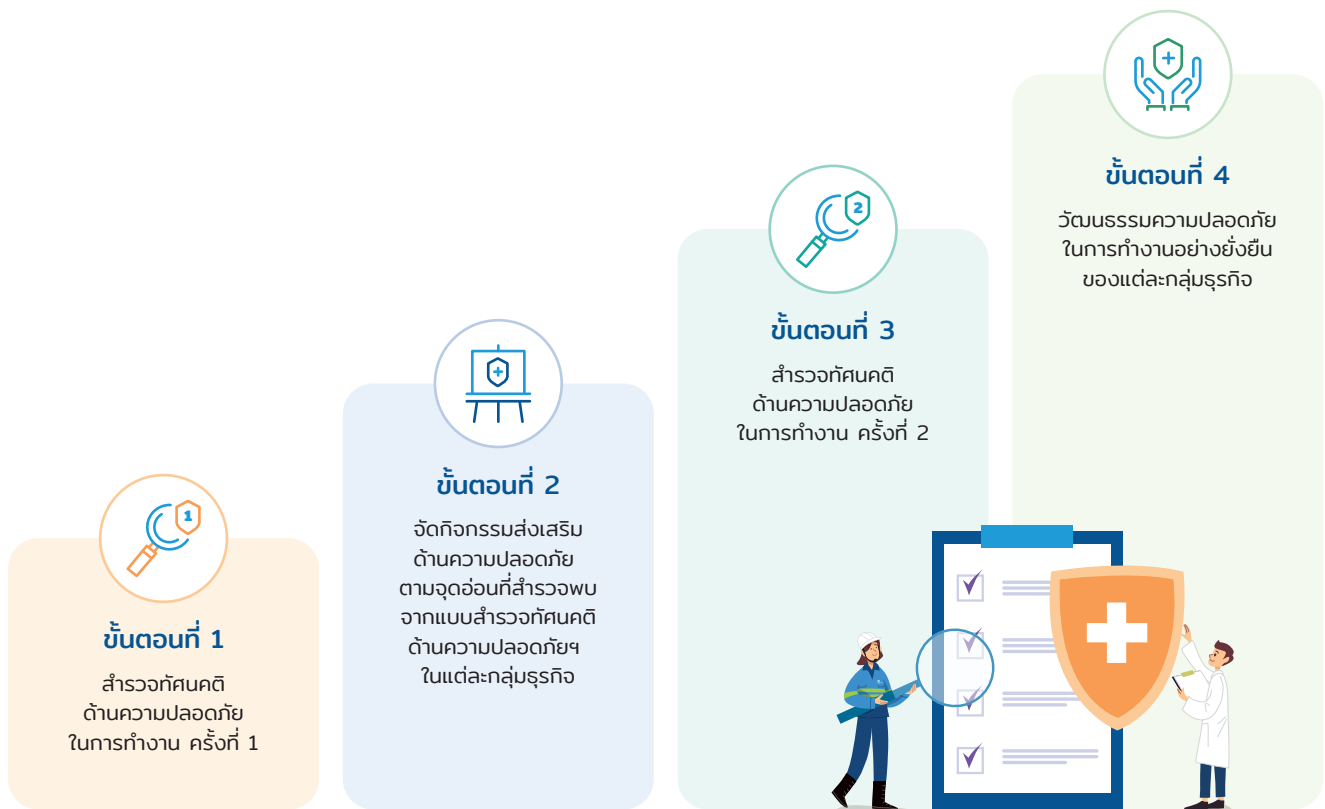 1
ขั้นตอนที่ 1
สำรวจทัศนคติ
ด้านความปลอดภัย
ในการทำงาน ครั้งที่ 1
ขั้นตอนที่ 2
จัดกิจกรรมส่งเสริม
ด้านความปลอดภัย
ตามจุดอ่อนที่สำรวจพบ
จากแบบสำรวจทัศนคติ
ด้านความปลอดภัยฯ
ในแต่ละกลุ่มธุรกิจ
2
ขั้นตอนที่ 3
สำรวจทัศนคติ
ด้านความปลอดภัย
ในการทำงาน ครั้งที่ 2
ขั้นตอนที่ 4
วัฒนธรรมความปลอดภัย
ในการทำงานอย่างยั่งยืน
ของแต่ละกลุ่มธุรกิจ